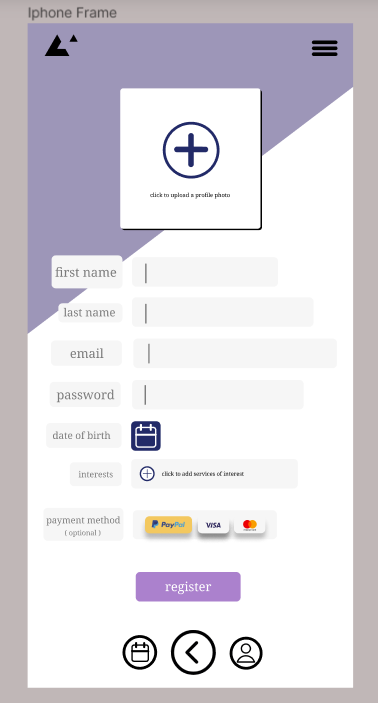 Iphone Frame
click to upload a profile photo
first name
last name
email
password
date of birth
interests
click to add services of interest
payment method
( optional )
PayPal
VISA
mastercard
register